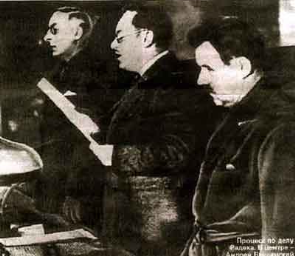 Процесс по делу
Радека. В центре –
Андрей Вышинский